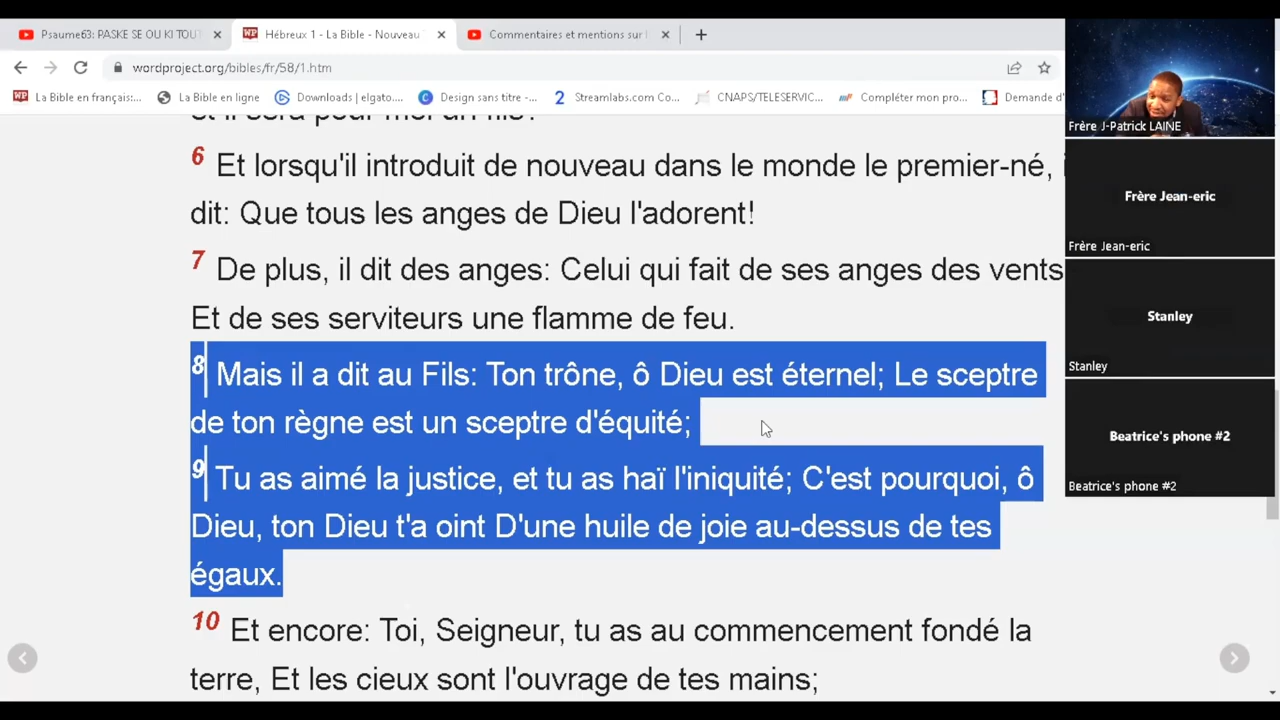 Psaume63: PASKE SE OU KI TOUT
Hébreux 1 - La Bible - Nouveau
Commentaires et mentions sur
wordproject.org/bibles/fr/58/1.htm
La Bible en français:...
La Bible en ligne
Downloads | elgato....
Design sans titre -...
Streamlabs.com Co...
CNAPS/TELESERVIC...
Compléter mon pro...
Demande d'
et il sera pour moi un fils?
6 Et lorsqu'il introduit de nouveau dans le monde le premier-né,
dit: Que tous les anges de Dieu l'adorent!
7 De plus, il dit des anges: Celui qui fait de ses anges des vents
Et de ses serviteurs une flamme de feu.
8 Mais il a dit au Fils: Ton trône, ô Dieu est éternel; Le sceptre
de ton règne est un sceptre d'équité;
9 Tu as aimé la justice, et tu as haï l'iniquité; C'est pourquoi, ô
Dieu, ton Dieu t'a oint D'une huile de joie au-dessus de tes
égaux.
10 Et encore: Toi, Seigneur, tu as au commencement fondé la
terre, Et les cieux sont l'ouvrage de tes mains;
Frère J-Patrick LAINE
Frère Jean-eric
Frère Jean-eric
Stanley
Stanley
Beatrice's phone #2
Beatrice's phone #2